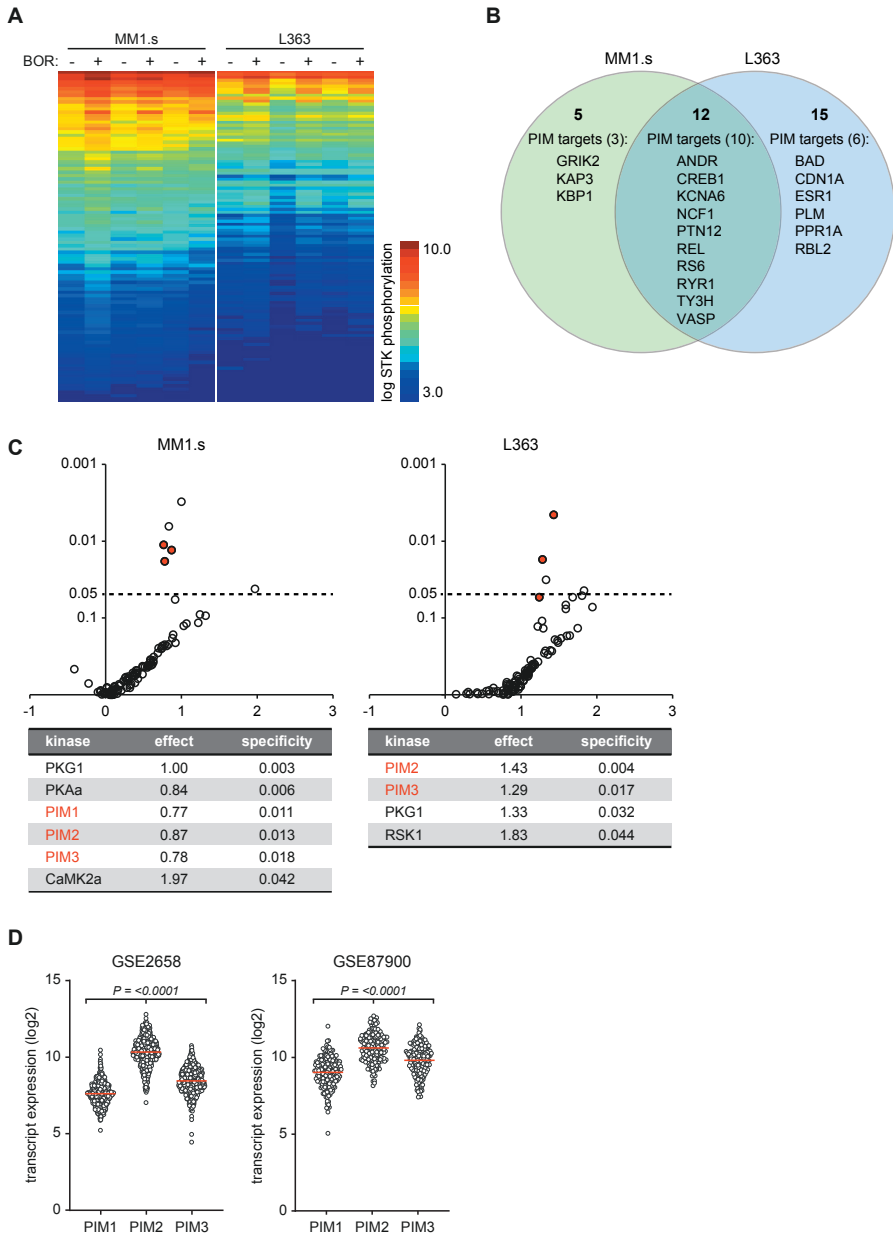 A
MM1.s L363
BOR: - + - + - + - + - + - +
log STK phosphorylation
10.0
3.0
B
MM1.s L363
5 12 15
PIM targets (3): PIM targets (10): PIM targets (6):
GRIK2 ANDR BAD
KAP3 CREB1 CDN1A
KBP1 KCNA6 ESR1
NCF1 PLM
PTN12 PPR1A
REL RBL2
RS6
RYR1
TY3H
VASP
C
MM1.s
0.001
0.01
0.05
0.1
-1 0 1 2 3
kinase effect specificity
PKG1 1.00 0.003
PKAa 0.84 0.006
PIM1 0.77 0.011
PIM2 0.87 0.013
PIM3 0.78 0.018
CaMK2a 1.97 0.042
L363
0.001
0.01
0.05
0.1
-1 0 1 2 3
kinase effect specificity
PIM2 1.43 0.004
PIM3 1.29 0.017
PKG1 1.33 0.032
RSK1 1.83 0.044
D
GSE2658
P = <0.0001
transcript expression (log2)
15
10
5
0
PIM1 PIM2 PIM3
GSE87900
P = <0.0001
transcript expression (log2)
15
10
5
0
PIM1 PIM2 PIM3